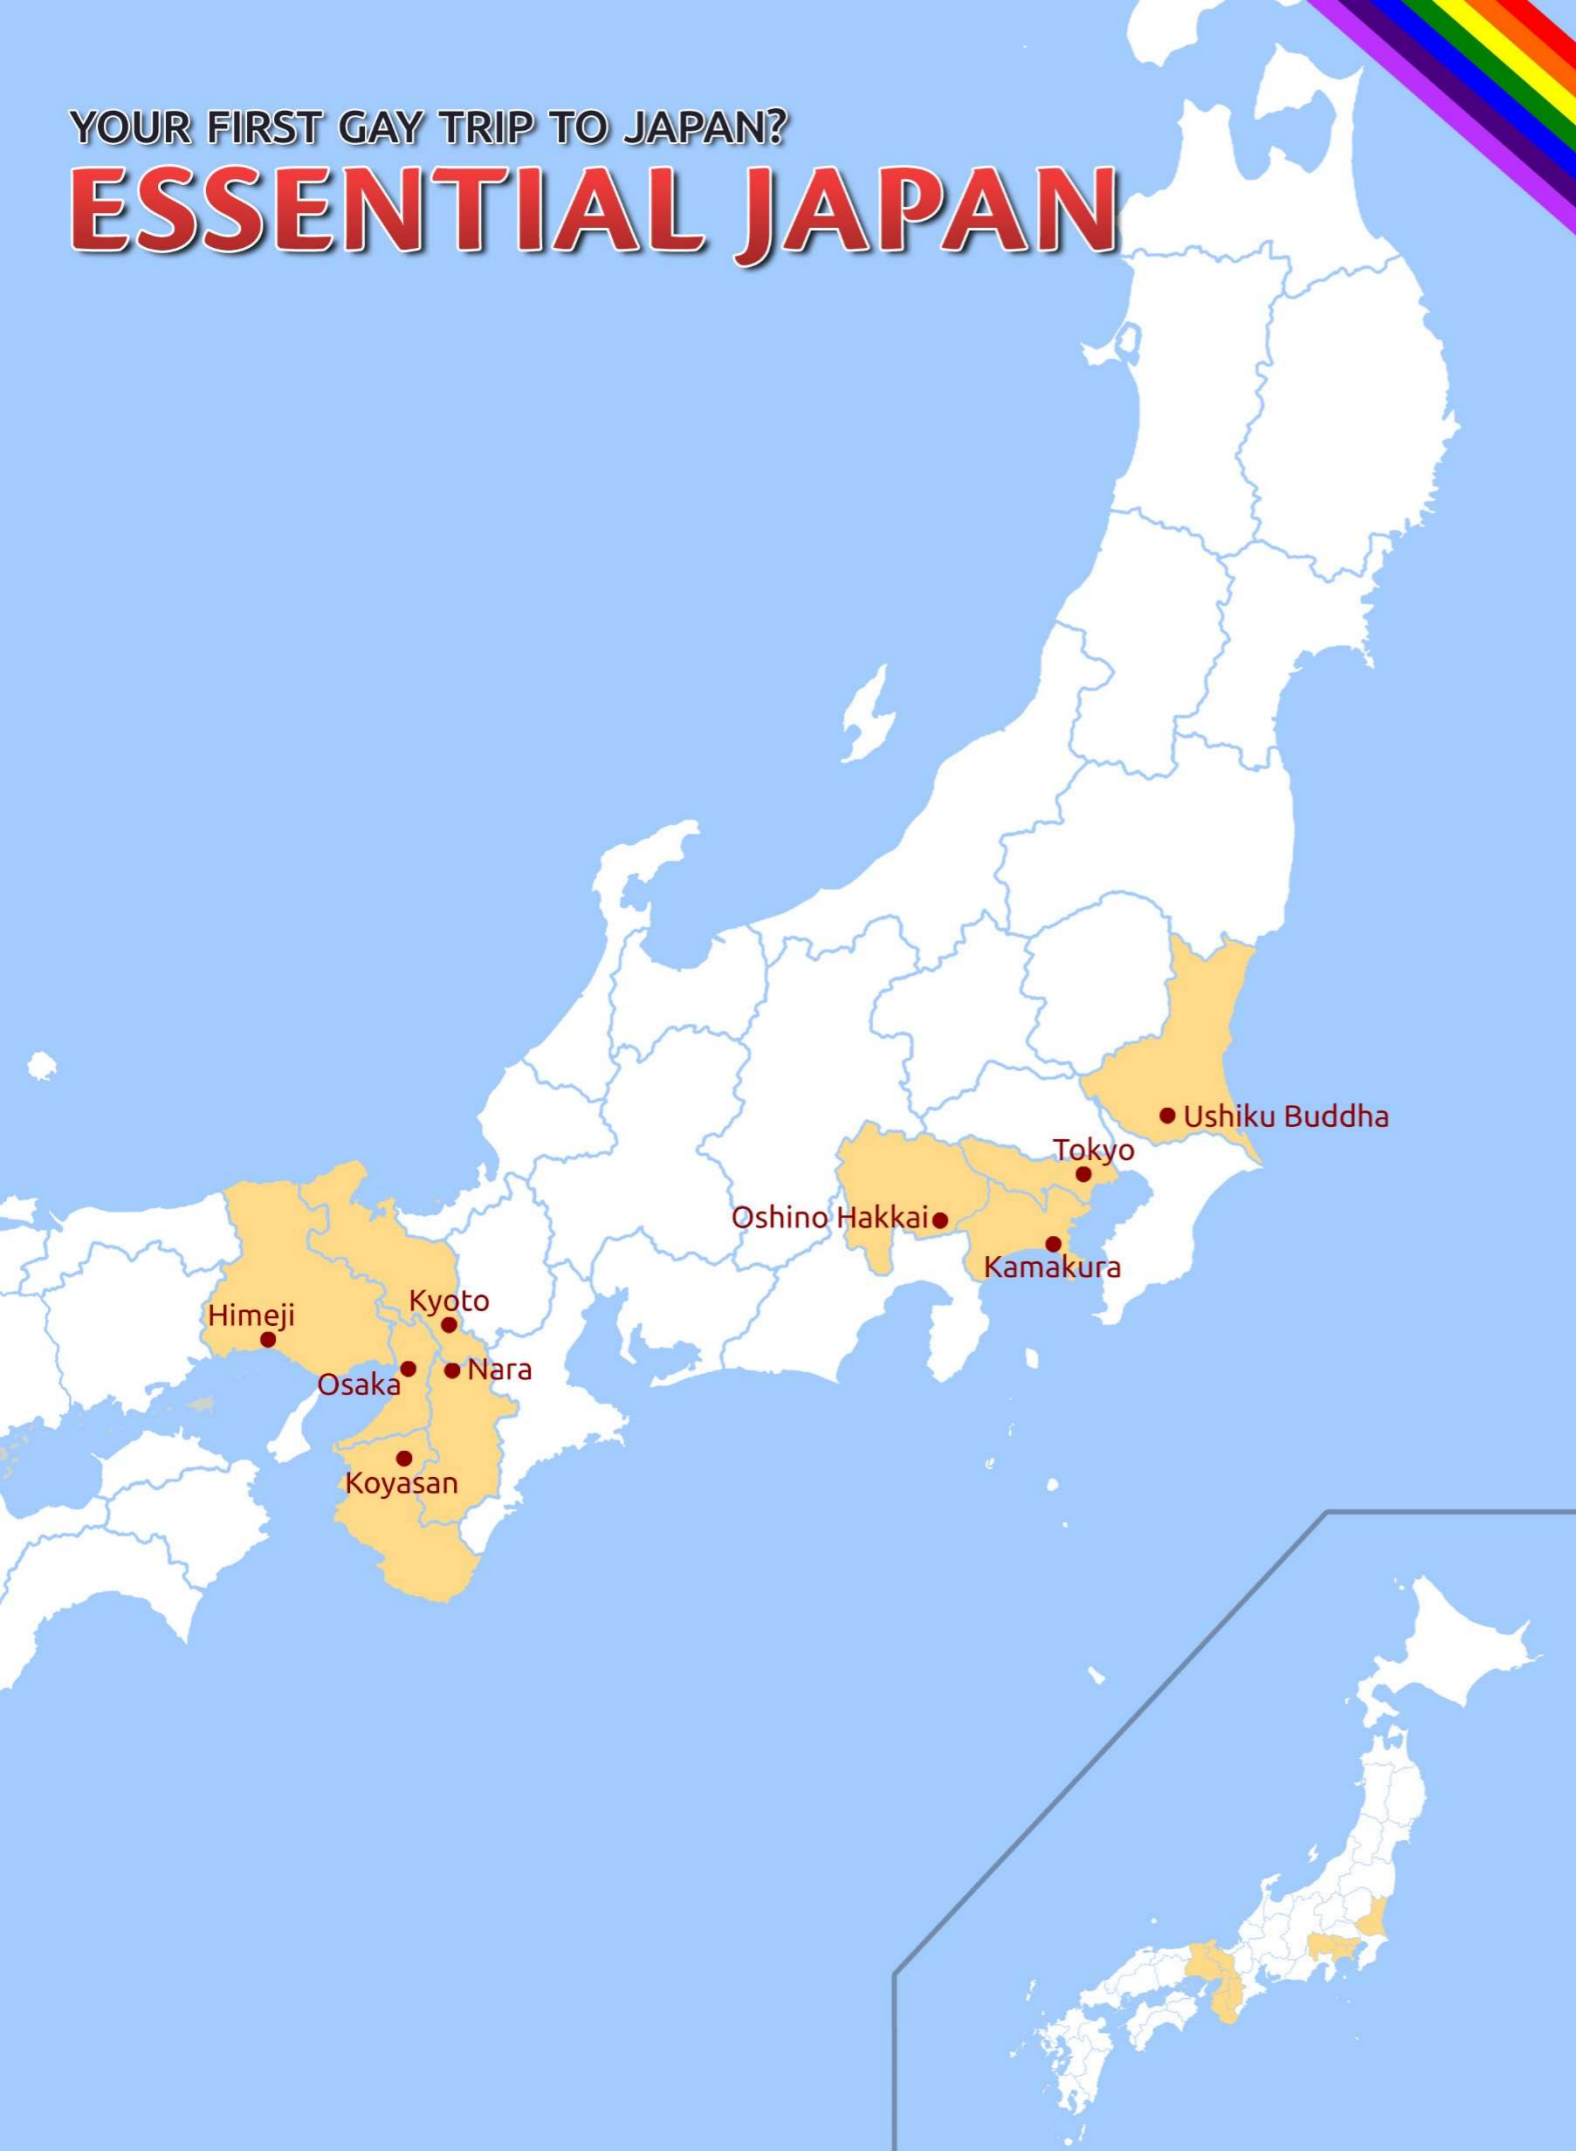 YOUR FIRST GAY TRIP TO JAPAN?
ESSENTIAL JAPAN
Ushiku Buddha
Tokyo
Oshino Hakkai
Kamakura
Kyoto
Himeji
Nara
Osaka
Koyasan